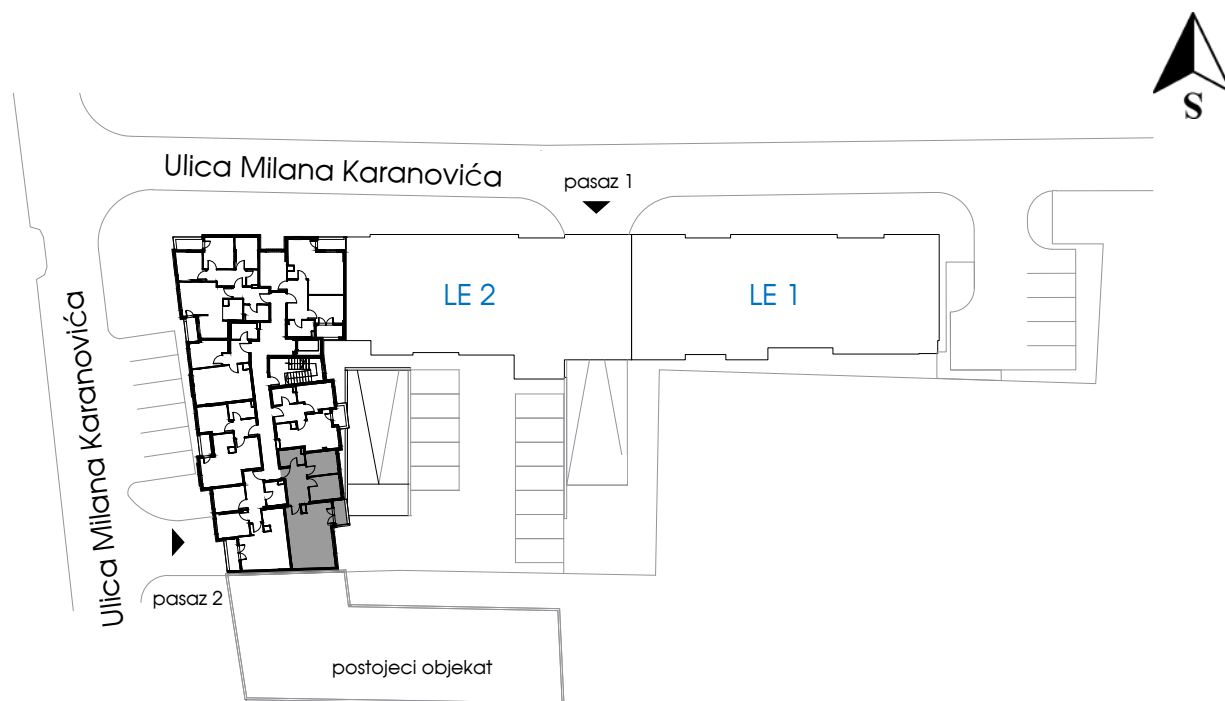 S
Ulica Milana Karanovića
pasaz 1
LE 2
LE 1
Ulica Milana Karanovića
pasaz 2
postojeci objekat